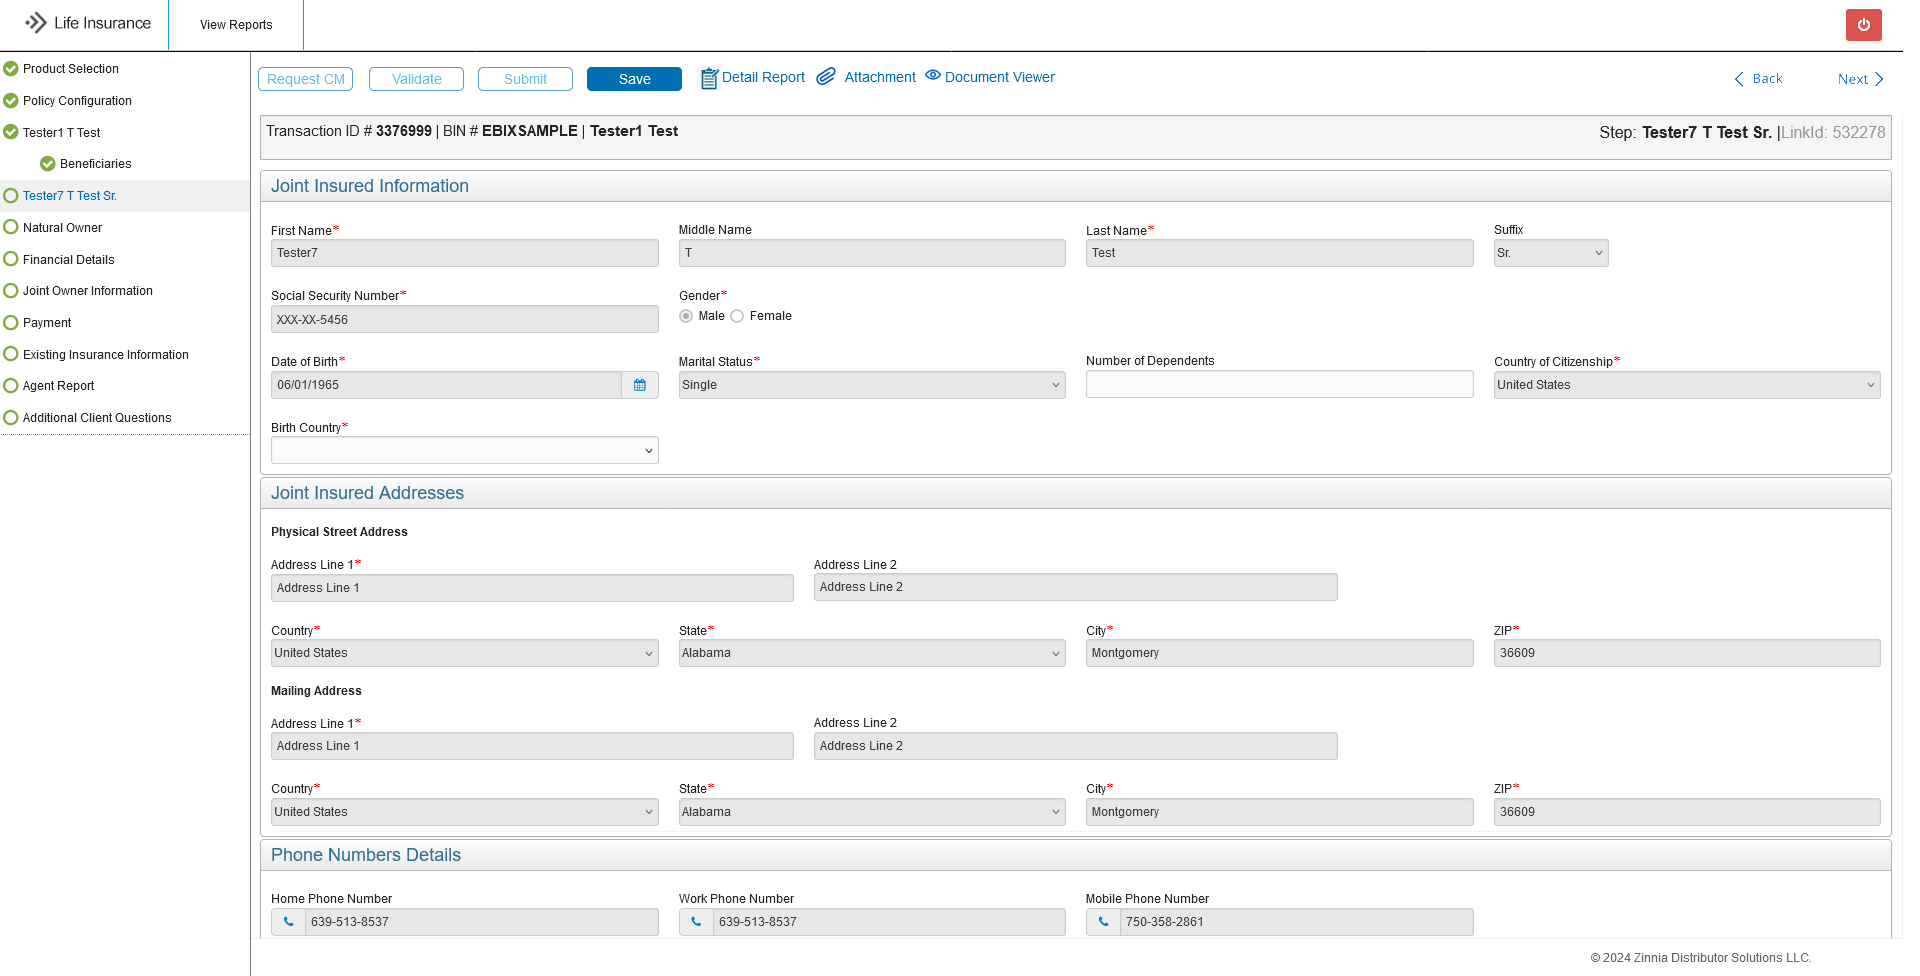 Life Insurance
View Reports
Product Selection
Policy Configuration
Tester1 T Test
Beneficiaries
Tester7 T Test Sr.
Natural Owner
Financial Details
Joint Owner Information
Payment
Existing Insurance Information
Agent Report
Additional Client Questions
Request CM Validate Submit Save Detail Report Attachment Document Viewer Back Next
Transaction ID # 3376999 | BIN # EBIXSAMPLE | Tester1 Test
Step: Tester7 T Test Sr. |LinkId: 532278
Joint Insured Information
First Name* Middle Name Last Name* Suffix
Tester7 T Test Sr.
Social Security Number* Gender*
XXX-XX-5456 Male Female
Date of Birth* Marital Status* Number of Dependents Country of Citizenship*
06/01/1965 Single United States
Birth Country*
Joint Insured Addresses
Physical Street Address
Address Line 1* Address Line 2
Address Line 1 Address Line 2
Country* State* City* ZIP*
United States Alabama Montgomery 36609
Mailing Address
Address Line 1* Address Line 2
Address Line 1 Address Line 2
Country* State* City* ZIP*
United States Alabama Montgomery 36609
Phone Numbers Details
Home Phone Number Work Phone Number Mobile Phone Number
639-513-8537 639-513-8537 750-358-2861
© 2024 Zinnia Distributor Solutions LLC.